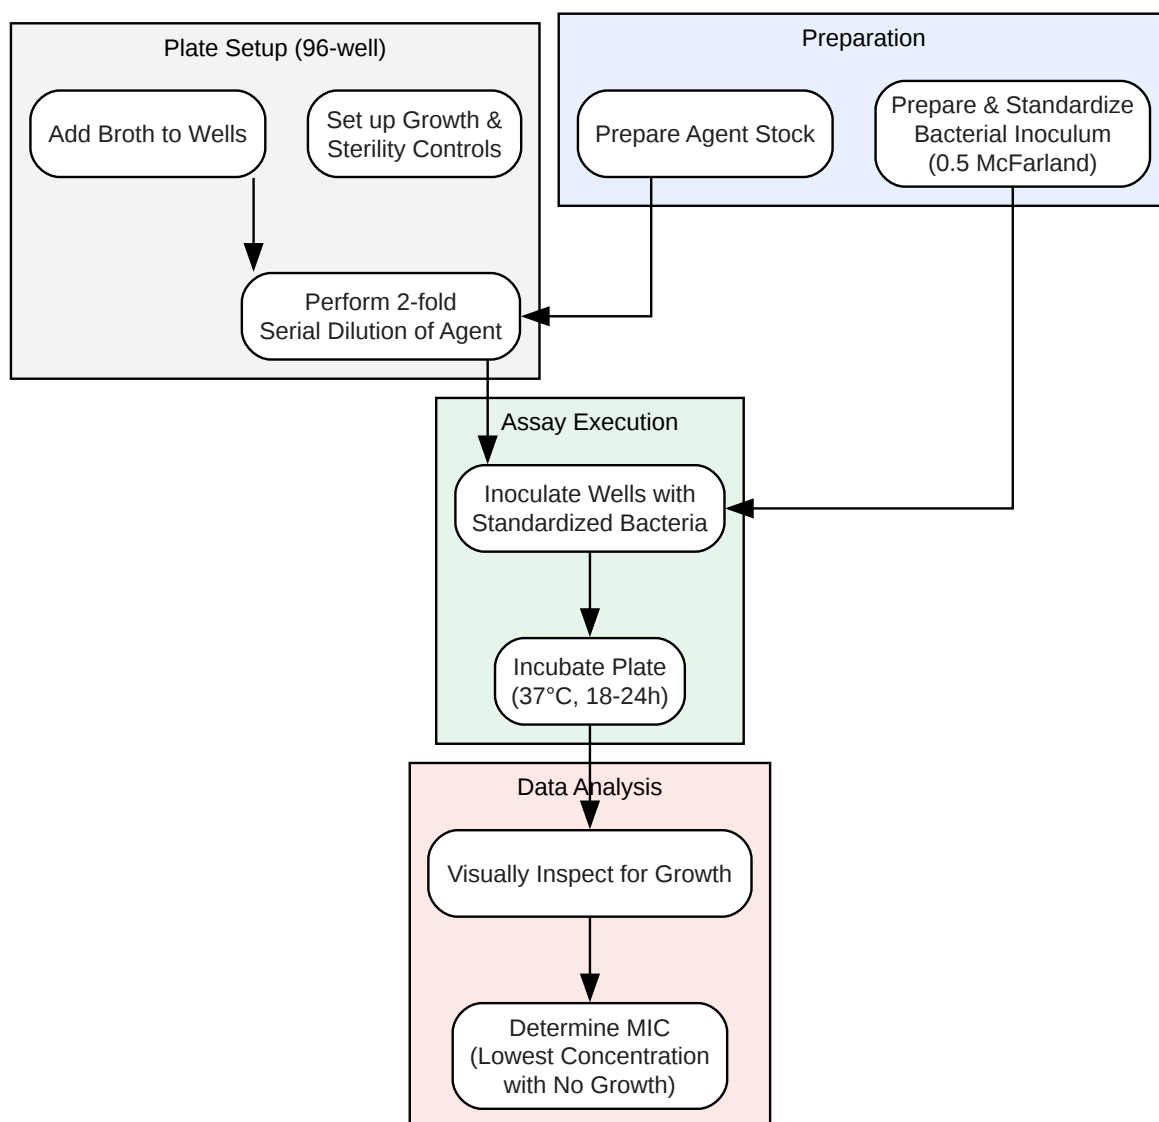 Plate Setup (96-well)
Add Broth to Wells
Set up Growth &
Sterility Controls
Perform 2-fold
Serial Dilution of Agent
Preparation
Prepare Agent Stock
Prepare & Standardize
Bacterial Inoculum
(0.5 McFarland)
Assay Execution
Inoculate Wells with
Standardized Bacteria
Incubate Plate
(37°C, 18-24h)
Data Analysis
Visually Inspect for Growth
Determine MIC
(Lowest Concentration
with No Growth)